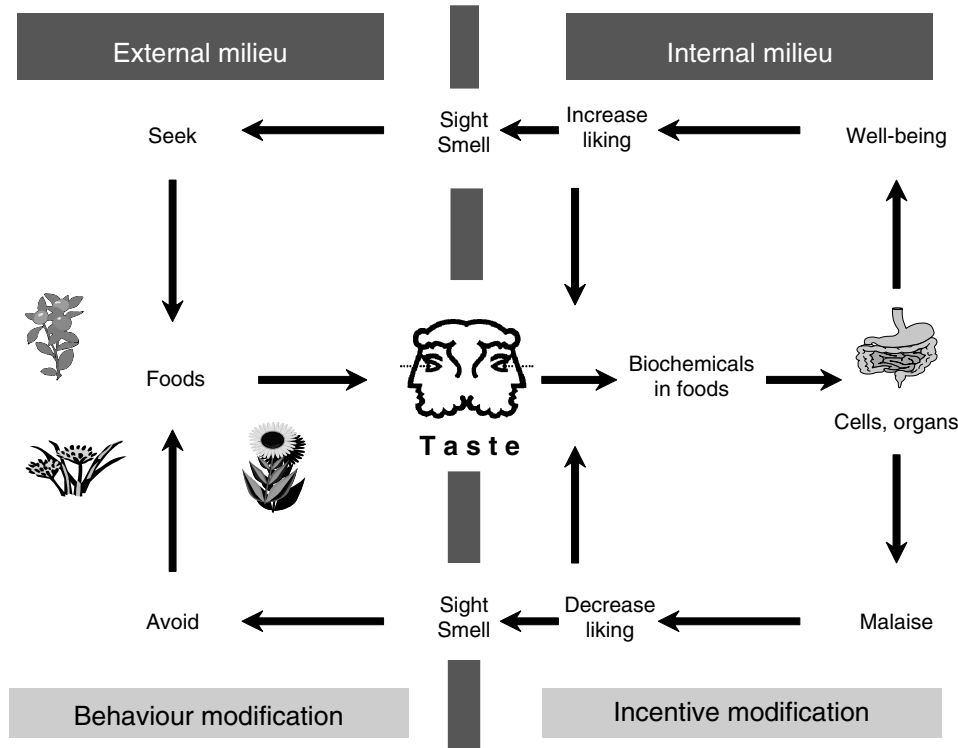 External milieu
Internal milieu
Seek
Sight
Smell
Increase
liking
Well-being
Foods
Taste
Biochemicals
in foods
Cells, organs
Avoid
Sight
Smell
Decrease
liking
Malaise
Behaviour modification
Incentive modification